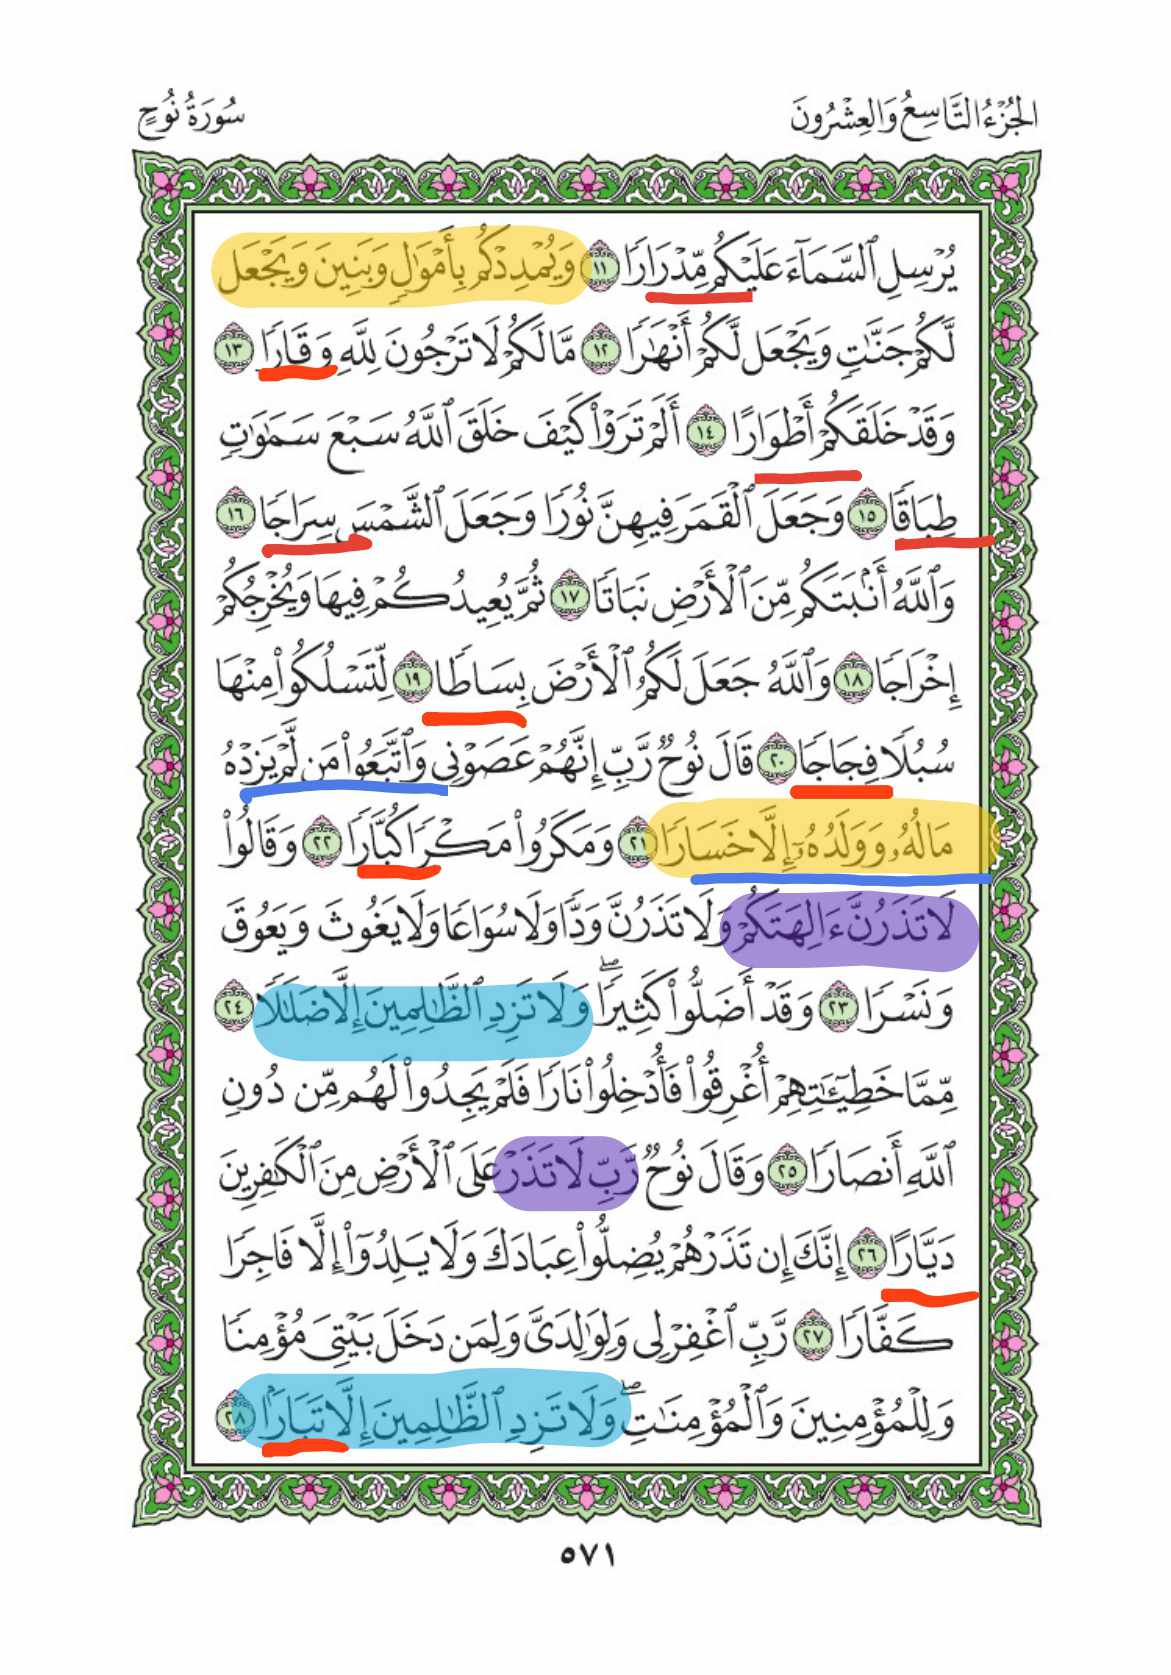 الجُزْءُ التَّاسِعُ وَالعِشْرُونَ
سُورَةُ نُوحٍ
يُرْسِلِ ٱلسَّمَآءَ عَلَيْكُم مِّدْرَارًا ١١ وَيُمْدِدْكُم بِأَمْوَٰلٍ وَبَنِينَ وَيَجْعَل
لَّكُمْ جَنَّٰتٍ وَيَجْعَل لَّكُمْ أَنْهَٰرًا ١٢ مَّا لَكُمْ لَا تَرْجُونَ لِلَّهِ وَقَارًا ١٣
وَقَدْ خَلَقَكُمْ أَطْوَارًا ١٤ أَلَمْ تَرَوْا۟ كَيْفَ خَلَقَ ٱللَّهُ سَبْعَ سَمَٰوَٰتٍ
طِبَاقًا ١٥ وَجَعَلَ ٱلْقَمَرَ فِيهِنَّ نُورًا وَجَعَلَ ٱلشَّمْسَ سِرَاجًا ١٦
وَٱللَّهُ أَنۢبَتَكُم مِّنَ ٱلْأَرْضِ نَبَاتًا ١٧ ثُمَّ يُعِيدُكُمْ فِيهَا وَيُخْرِجُكُمْ
إِخْرَاجًا ١٨ وَٱللَّهُ جَعَلَ لَكُمُ ٱلْأَرْضَ بِسَاطًا ١٩ لِّتَسْلُكُوا۟ مِنْهَا
سُبُلًا فِجَاجًا ٢٠ قَالَ نُوحٌ رَّبِّ إِنَّهُمْ عَصَوْنِى وَٱتَّبَعُوا۟ مَن لَّمْ يَزِدْهُ
مَالُهُۥ وَوَلَدُهُۥٓ إِلَّا خَسَارًا ٢١ وَمَكَرُوا۟ مَكْرًا كُبَّارًا ٢٢ وَقَالُوا۟
لَا تَذَرُنَّ ءَالِهَتَكُمْ وَلَا تَذَرُنَّ وَدًّا وَلَا سُوَاعًا وَلَا يَغُوثَ وَيَعُوقَ
وَنَسْرًا ٢٣ وَقَدْ أَضَلُّوا۟ كَثِيرًا ۖ وَلَا تَزِدِ ٱلظَّٰلِمِينَ إِلَّا ضَلَٰلًا ٢٤
مِّمَّا خَطِيٓـَٰٔتِهِمْ أُغْرِقُوا۟ فَأُدْخِلُوا۟ نَارًا فَلَمْ يَجِدُوا۟ لَهُم مِّن دُونِ
ٱللَّهِ أَنصَارًا ٢٥ وَقَالَ نُوحٌ رَّبِّ لَا تَذَرْ عَلَى ٱلْأَرْضِ مِنَ ٱلْكَٰفِرِينَ
دَيَّارًا ٢٦ إِنَّكَ إِن تَذَرْهُمْ يُضِلُّوا۟ عِبَادَكَ وَلَا يَلِدُوٓا۟ إِلَّا فَاجِرًا
كَفَّارًا ٢٧ رَّبِّ ٱغْفِرْ لِى وَلِوَٰلِدَىَّ وَلِمَن دَخَلَ بَيْتِىَ مُؤْمِنًا
وَلِلْمُؤْمِنِينَ وَٱلْمُؤْمِنَٰتِ ۖ وَلَا تَزِدِ ٱلظَّٰلِمِينَ إِلَّا تَبَارًۢا ٢٨
٥٧١